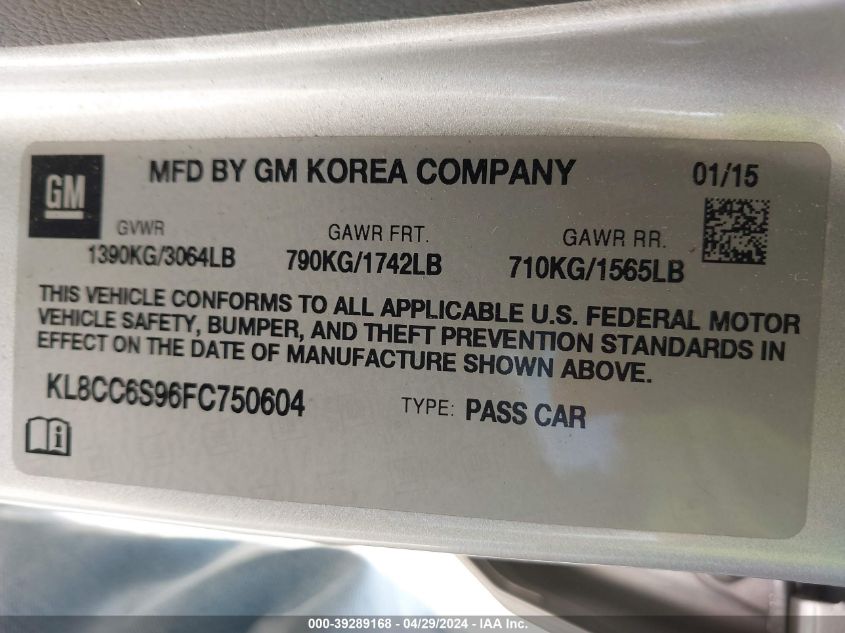 GM
MFD BY GM KOREA COMPANY 01/15
GVWR GAWR FRT. GAWR RR.
1390KG/3064LB 790KG/1742LB 710KG/1565LB
THIS VEHICLE CONFORMS TO ALL APPLICABLE U.S. FEDERAL MOTOR
VEHICLE SAFETY, BUMPER, AND THEFT PREVENTION STANDARDS IN
EFFECT ON THE DATE OF MANUFACTURE SHOWN ABOVE.
KL8CC6S96FC750604 TYPE: PASS CAR
000-39289168 - 04/29/2024 - IAA Inc.